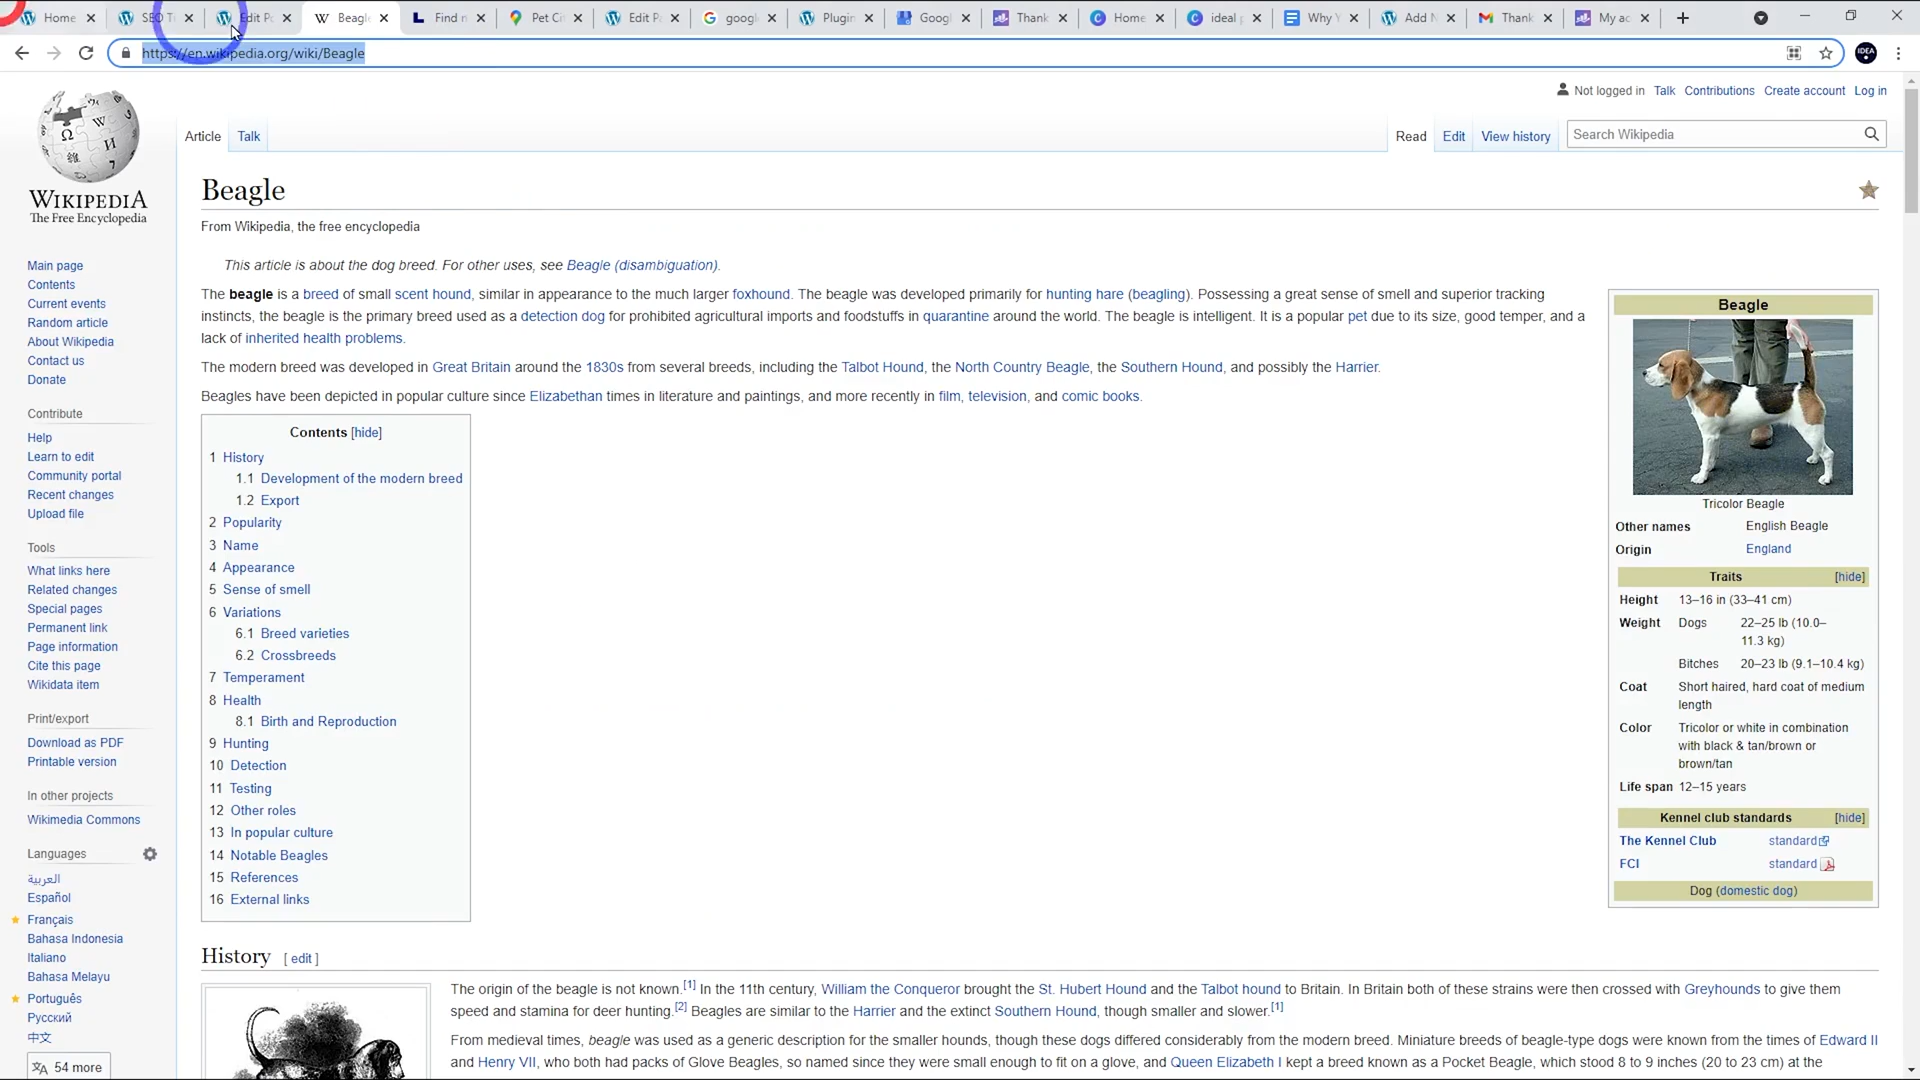 Home
SEO T
Edit P
Beagle
Find n
Pet Ci
Edit P
googl
Plugin
Googl
Thank
Home
ideal
Why Y
Add N
Thank
My ac
https://en.wikipedia.org/wiki/Beagle
IDEA
Not logged in Talk Contributions Create account Log in
Article Talk
Read Edit View history
Search Wikipedia
WIKIPEDIA
The Free Encyclopedia
Main page
Contents
Current events
Random article
About Wikipedia
Contact us
Donate
Contribute
Help
Learn to edit
Community portal
Recent changes
Upload file
Tools
What links here
Related changes
Special pages
Permanent link
Page information
Cite this page
Wikidata item
Print/export
Download as PDF
Printable version
In other projects
Wikimedia Commons
Languages
العربية
Español
Français
Bahasa Indonesia
Italiano
Bahasa Melayu
Português
Русский
中文
54 more
Beagle
From Wikipedia, the free encyclopedia
This article is about the dog breed. For other uses, see Beagle (disambiguation).
The beagle is a breed of small scent hound, similar in appearance to the much larger foxhound. The beagle was developed primarily for hunting hare (beagling). Possessing a great sense of smell and superior tracking
instincts, the beagle is the primary breed used as a detection dog for prohibited agricultural imports and foodstuffs in quarantine around the world. The beagle is intelligent. It is a popular pet due to its size, good temper, and a
lack of inherited health problems.
The modern breed was developed in Great Britain around the 1830s from several breeds, including the Talbot Hound, the North Country Beagle, the Southern Hound, and possibly the Harrier.
Beagles have been depicted in popular culture since Elizabethan times in literature and paintings, and more recently in film, television, and comic books.
Contents [hide]
1 History
1.1 Development of the modern breed
1.2 Export
2 Popularity
3 Name
4 Appearance
5 Sense of smell
6 Variations
6.1 Breed varieties
6.2 Crossbreeds
7 Temperament
8 Health
8.1 Birth and Reproduction
9 Hunting
10 Detection
11 Testing
12 Other roles
13 In popular culture
14 Notable Beagles
15 References
16 External links
Beagle
Tricolor Beagle
Other names English Beagle
Origin England
Traits [hide]
Height 13–16 in (33–41 cm)
Weight Dogs 22–25 lb (10.0–
11.3 kg)
Bitches 20–23 lb (9.1–10.4 kg)
Coat Short haired, hard coat of medium
length
Color Tricolor or white in combination
with black & tan/brown or
brown/tan
Life span 12–15 years
Kennel club standards [hide]
The Kennel Club standard
FCI standard
Dog (domestic dog)
History [ edit ]
The origin of the beagle is not known.[1] In the 11th century, William the Conqueror brought the St. Hubert Hound and the Talbot hound to Britain. In Britain both of these strains were then crossed with Greyhounds to give them
speed and stamina for deer hunting.[2] Beagles are similar to the Harrier and the extinct Southern Hound, though smaller and slower.[1]
From medieval times, beagle was used as a generic description for the smaller hounds, though these dogs differed considerably from the modern breed. Miniature breeds of beagle-type dogs were known from the times of Edward II
and Henry VII, who both had packs of Glove Beagles, so named since they were small enough to fit on a glove, and Queen Elizabeth I kept a breed known as a Pocket Beagle, which stood 8 to 9 inches (20 to 23 cm) at the